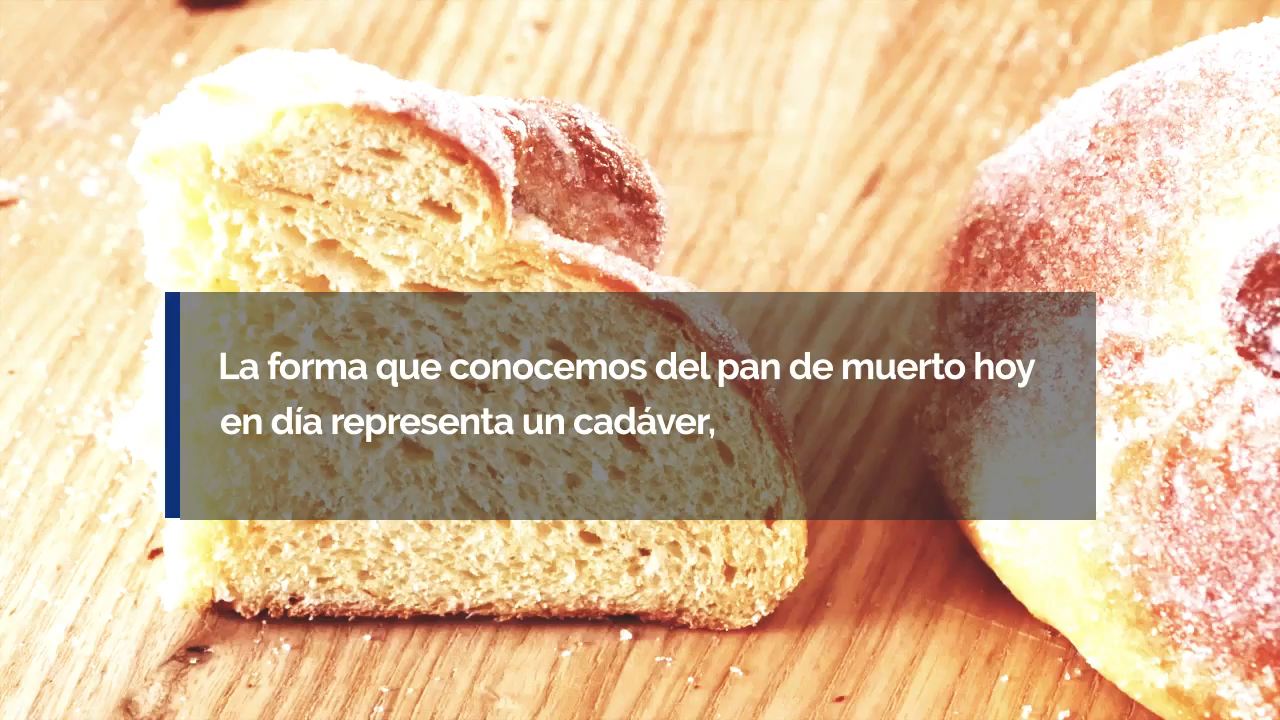 La forma que conocemos del pan de muerto hoy
en día representa un cadáver,